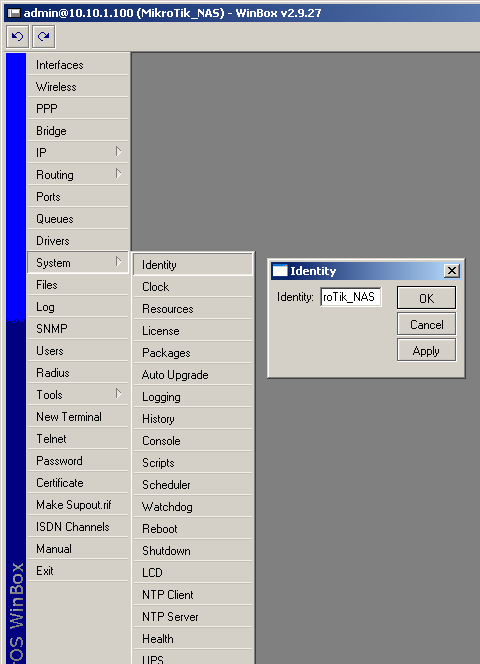 admin@10.10.1.100 (MikroTik_NAS) - WinBox v2.9.27
Interfaces
Wireless
PPP
Bridge
IP
Routing
Ports
Queues
Drivers
System
Files
Log
SNMP
Users
Radius
Tools
New Terminal
Telnet
Password
Certificate
Make Supout.rif
ISDN Channels
Manual
Exit
Identity
Clock
Resources
License
Packages
Auto Upgrade
Logging
History
Console
Scripts
Scheduler
Watchdog
Reboot
Shutdown
LCD
NTP Client
NTP Server
Health
UPS
Identity
Identity: roTik_NAS
OK
Cancel
Apply
rOS WinBox